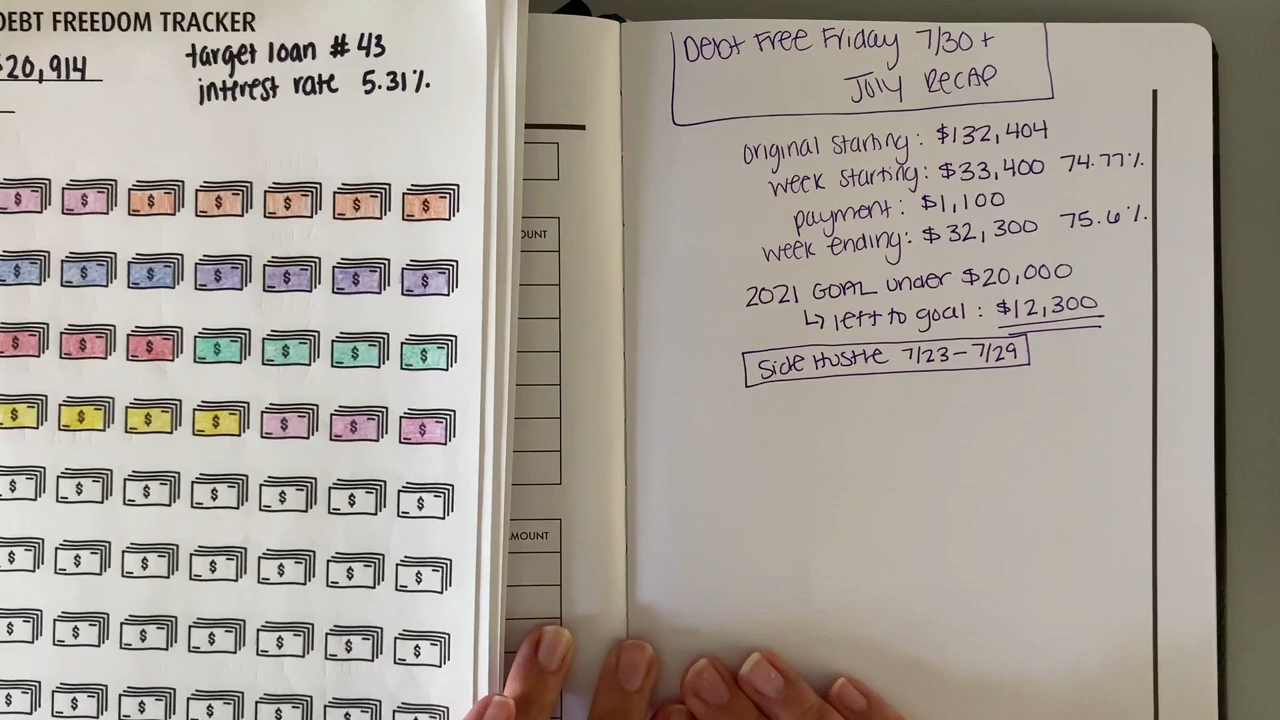 DEBT FREEDOM TRACKER
$20,914
target loan # 43
interest rate 5.31%.
OUNT
AMOUNT
Debt Free Friday 7/30 +
July RECAP
original starting: $132,404
week starting: $33,400 74.77%
payment: $1,100
week ending: $32,300 75.6%
2021 GOAL under $20,000
↳ left to goal: $12,300
Side Hustle 7/23-7/29